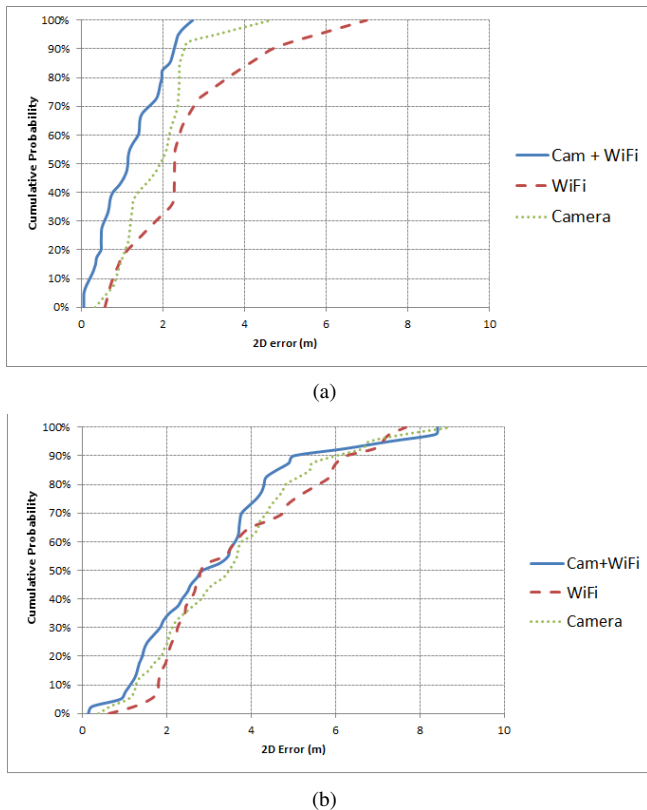 100%
90%
80%
70%
60%
50%
40%
30%
20%
10%
0%
Cumulative Probability
0 2 4 6 8 10
2D error (m)
Cam + WiFi
WiFi
Camera
(a)
100%
90%
80%
70%
60%
50%
40%
30%
20%
10%
0%
Cumulative Probability
0 2 4 6 8 10
2D Error (m)
Cam+WiFi
WiFi
Camera
(b)